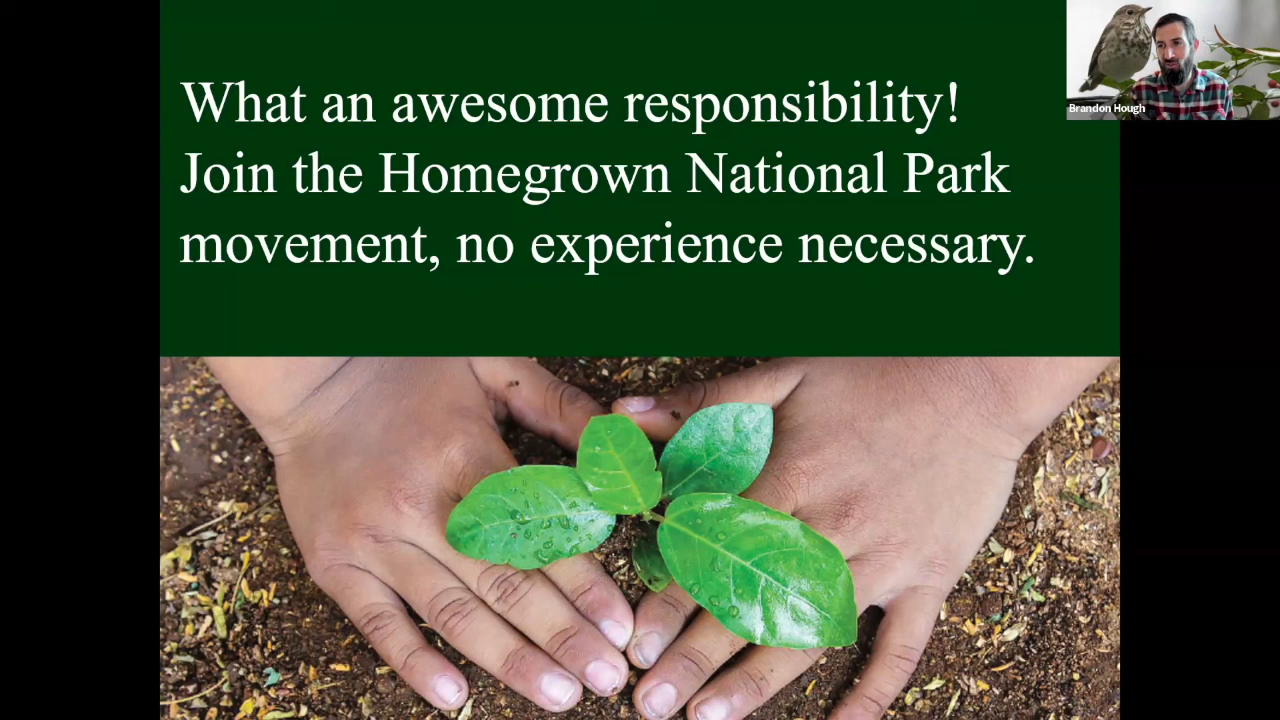 What an awesome responsibility!
Join the Homegrown National Park
movement, no experience necessary.
Brandon Hough